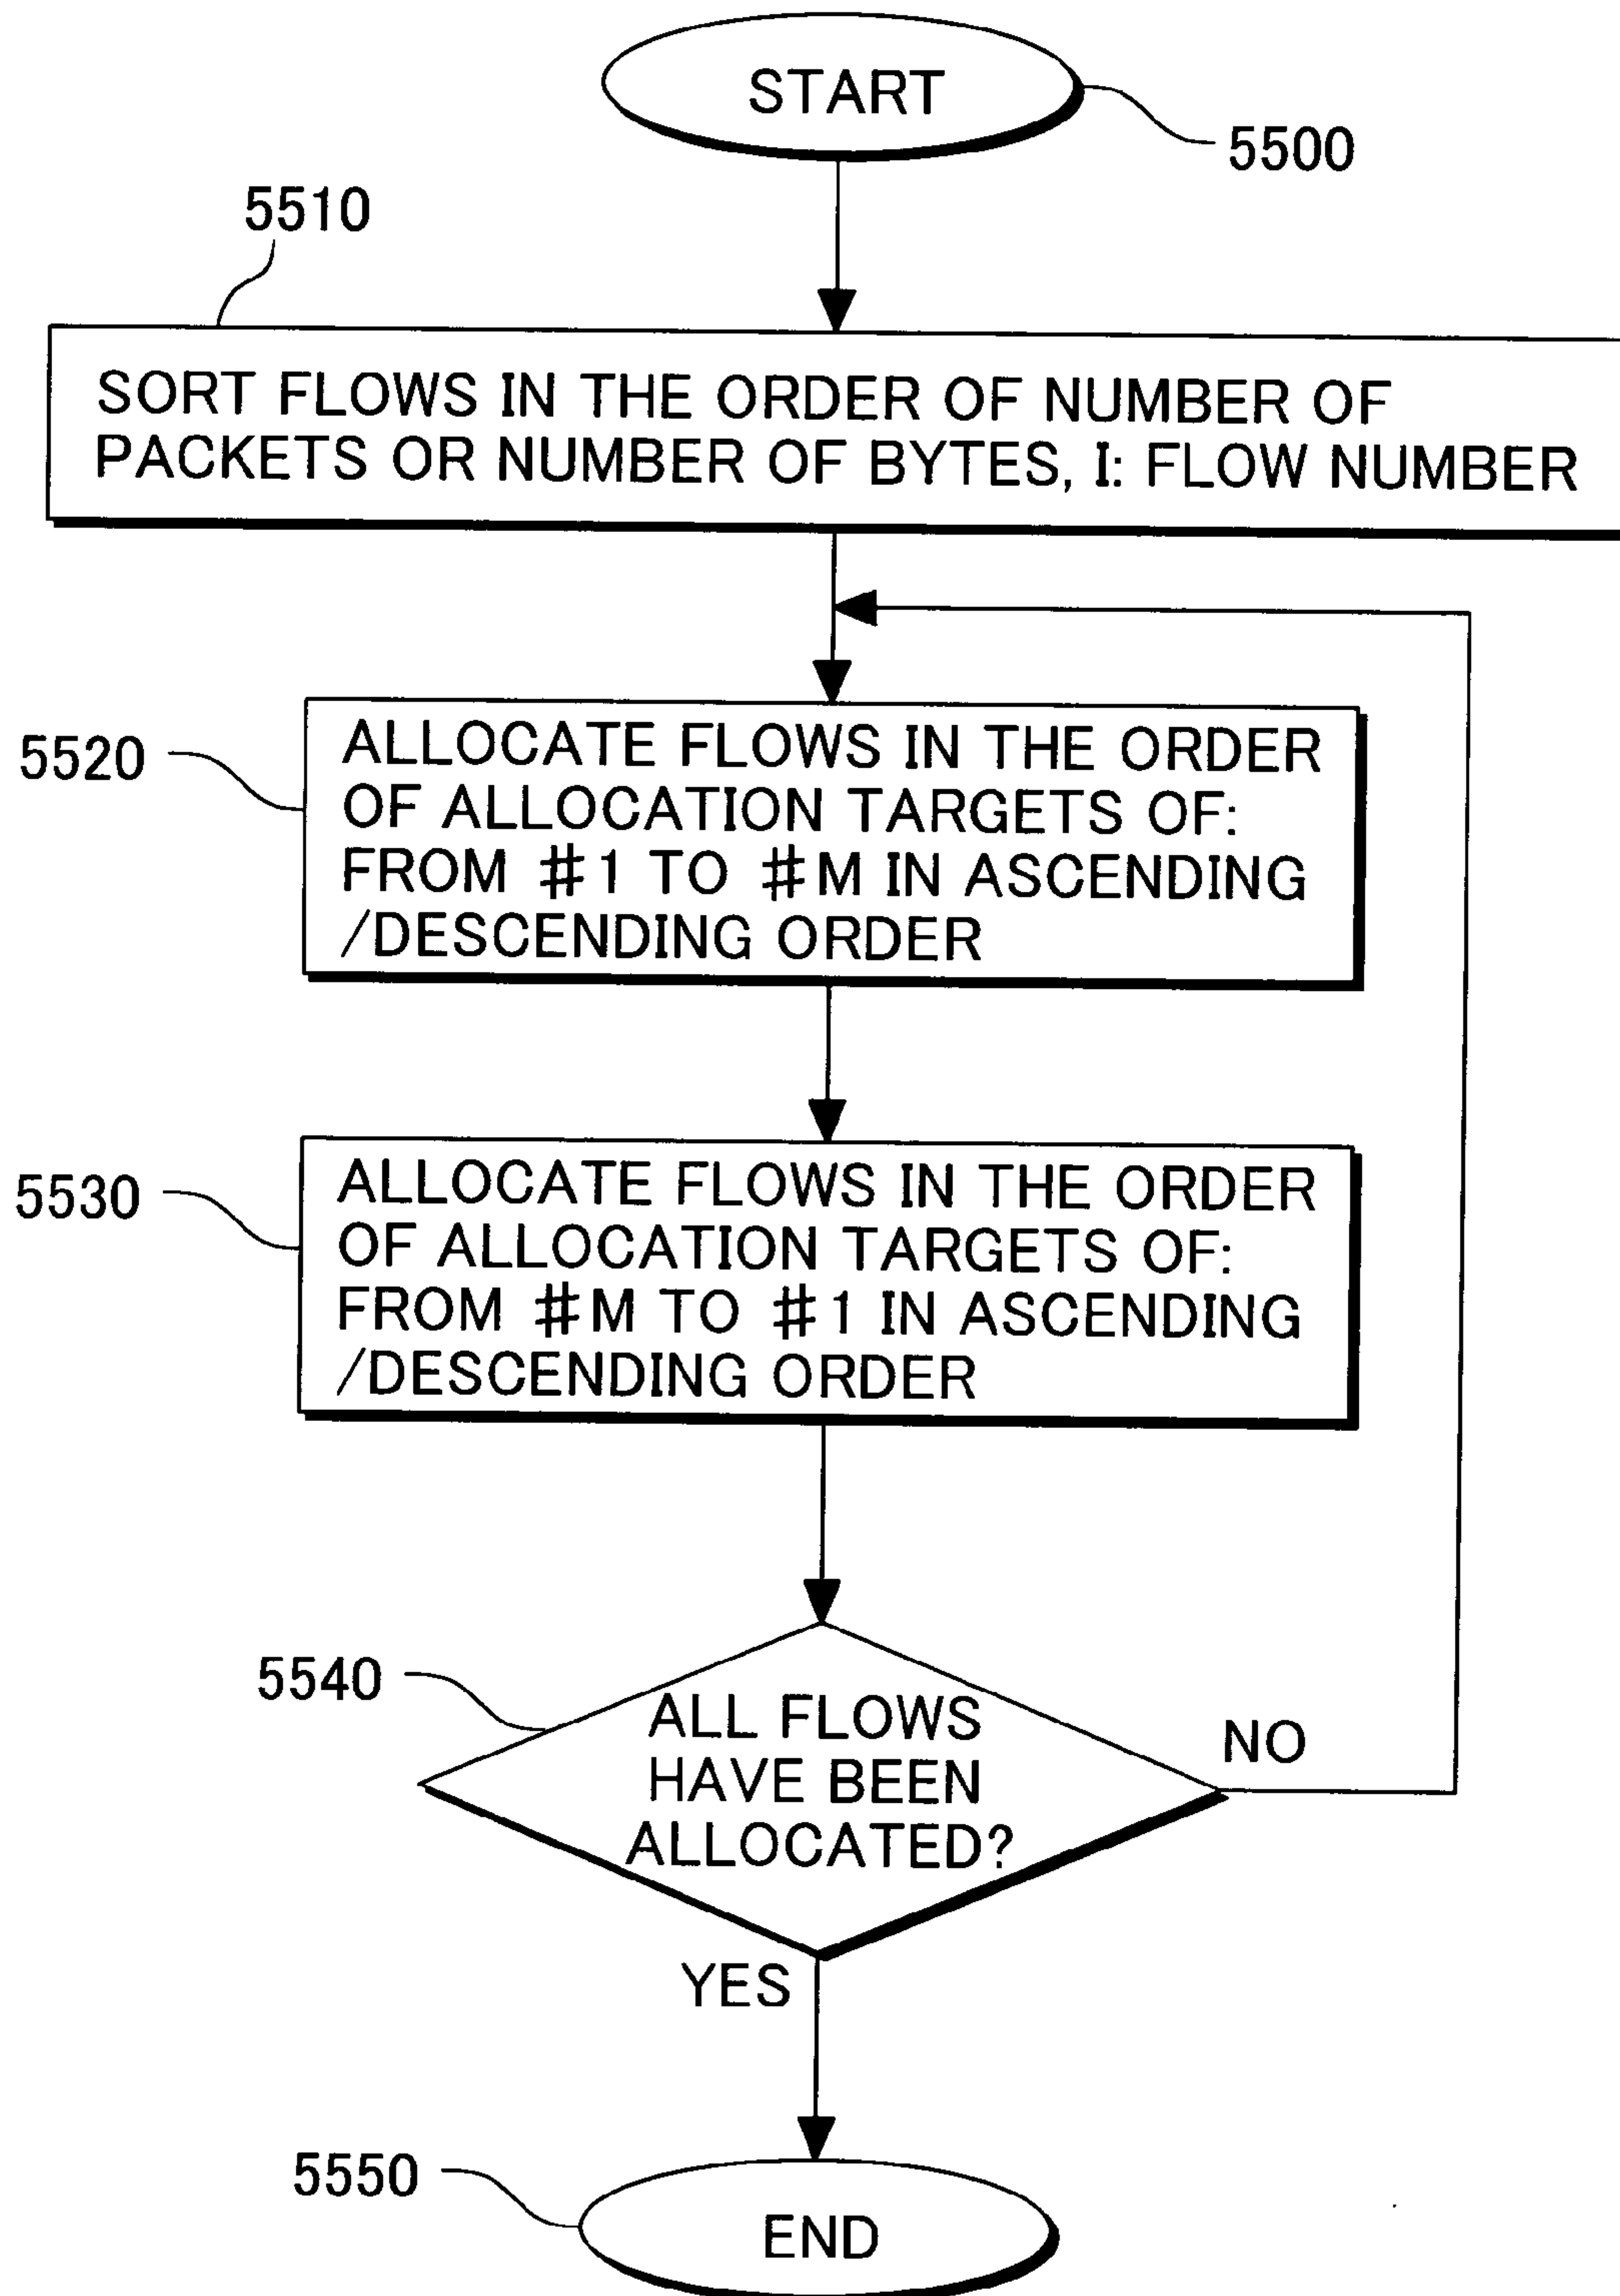 START
5500
5510
SORT FLOWS IN THE ORDER OF NUMBER OF
PACKETS OR NUMBER OF BYTES, I: FLOW NUMBER
5520
ALLOCATE FLOWS IN THE ORDER
OF ALLOCATION TARGETS OF:
FROM #1 TO #M IN ASCENDING
/DESCENDING ORDER
5530
ALLOCATE FLOWS IN THE ORDER
OF ALLOCATION TARGETS OF:
FROM #M TO #1 IN ASCENDING
/DESCENDING ORDER
5540
ALL FLOWS
HAVE BEEN
ALLOCATED?
NO
YES
5550
END